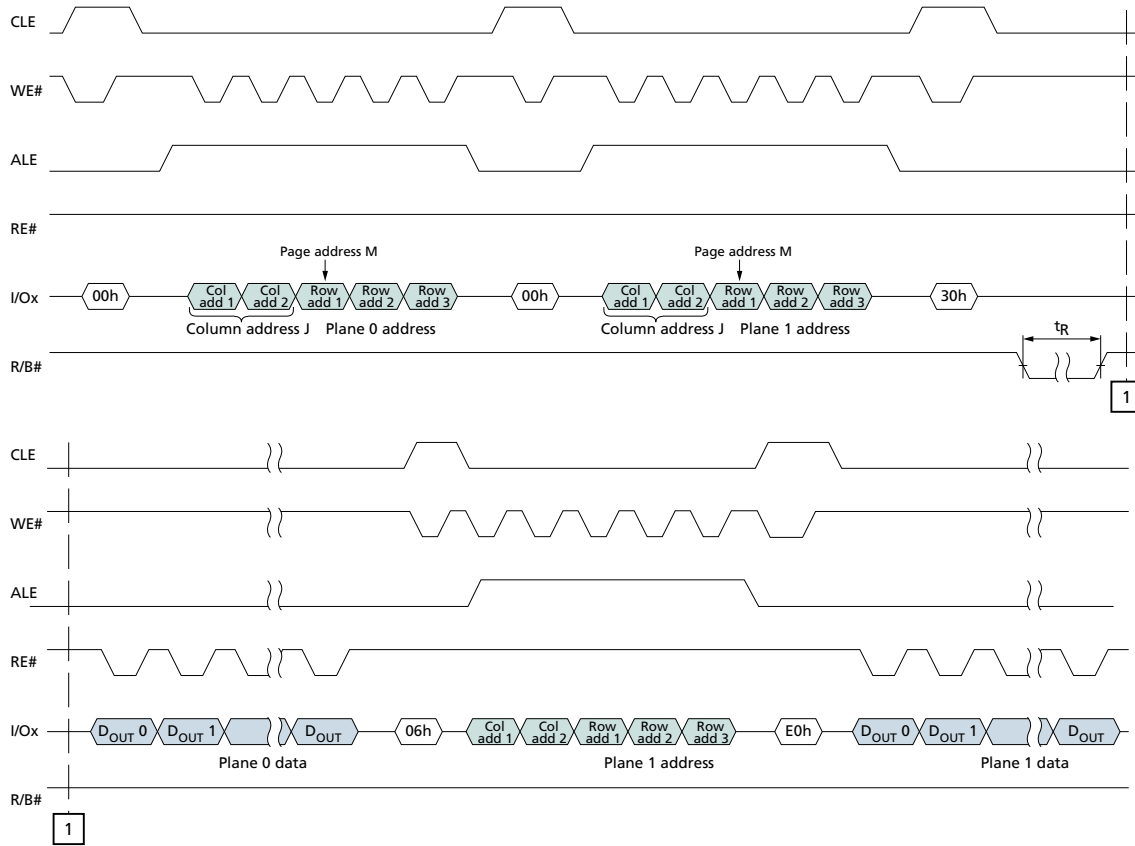 CLE
WE#
ALE
RE#
Page address M
Page address M
I/Ox
00h
Col add 1
Col add 2
Row add 1
Row add 2
Row add 3
00h
Col add 1
Col add 2
Row add 1
Row add 2
Row add 3
30h
Column address J
Plane 0 address
Column address J
Plane 1 address
tR
R/B#
1
CLE
WE#
ALE
RE#
I/Ox
DOUT 0
DOUT 1
DOUT
06h
Col add 1
Col add 2
Row add 1
Row add 2
Row add 3
E0h
DOUT 0
DOUT 1
DOUT
Plane 0 data
Plane 1 address
Plane 1 data
R/B#
1